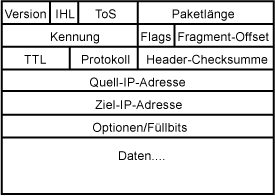 Version IHL ToS Paketlänge
Kennung Flags Fragment-Offset
TTL Protokoll Header-Checksumme
Quell-IP-Adresse
Ziel-IP-Adresse
Optionen/Füllbits
Daten....